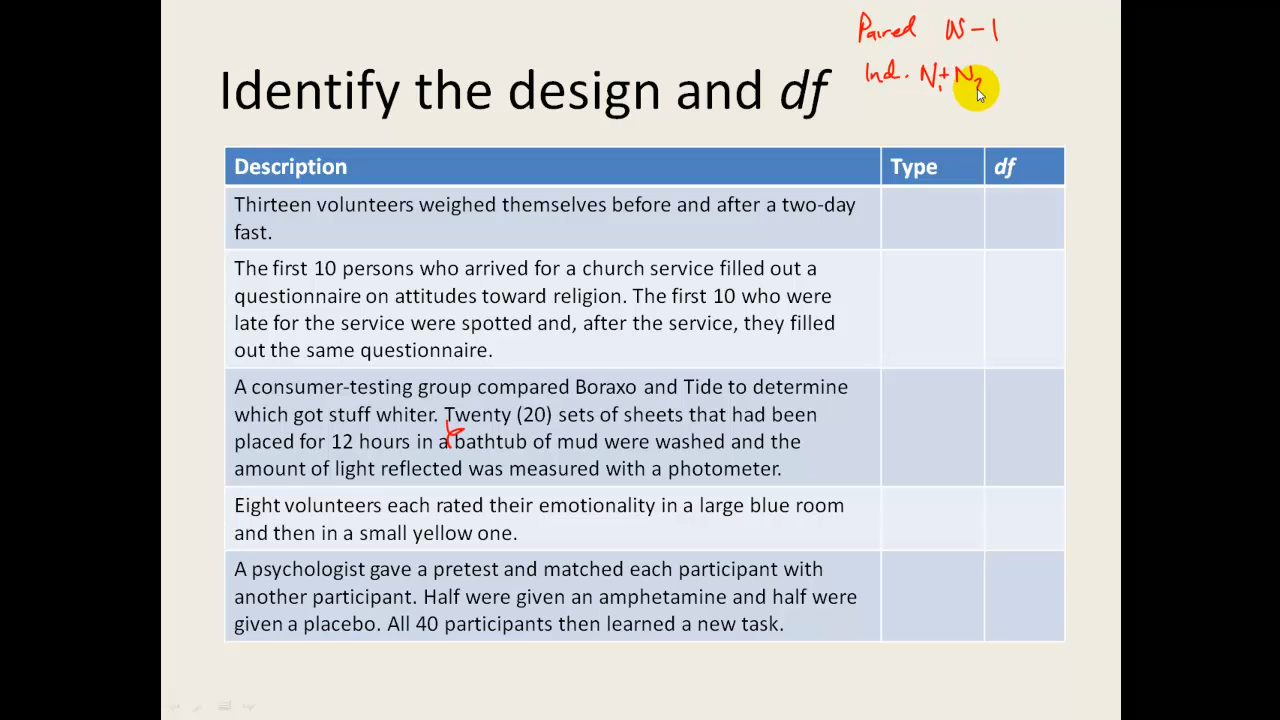 Paired N - 1
Ind. N1 + N2
Identify the design and df
Description Type df
Thirteen volunteers weighed themselves before and after a two-day
fast.
The first 10 persons who arrived for a church service filled out a
questionnaire on attitudes toward religion. The first 10 who were
late for the service were spotted and, after the service, they filled
out the same questionnaire.
A consumer-testing group compared Boraxo and Tide to determine
which got stuff whiter. Twenty (20) sets of sheets that had been
placed for 12 hours in a bathtub of mud were washed and the
amount of light reflected was measured with a photometer.
Eight volunteers each rated their emotionality in a large blue room
and then in a small yellow one.
A psychologist gave a pretest and matched each participant with
another participant. Half were given an amphetamine and half were
given a placebo. All 40 participants then learned a new task.